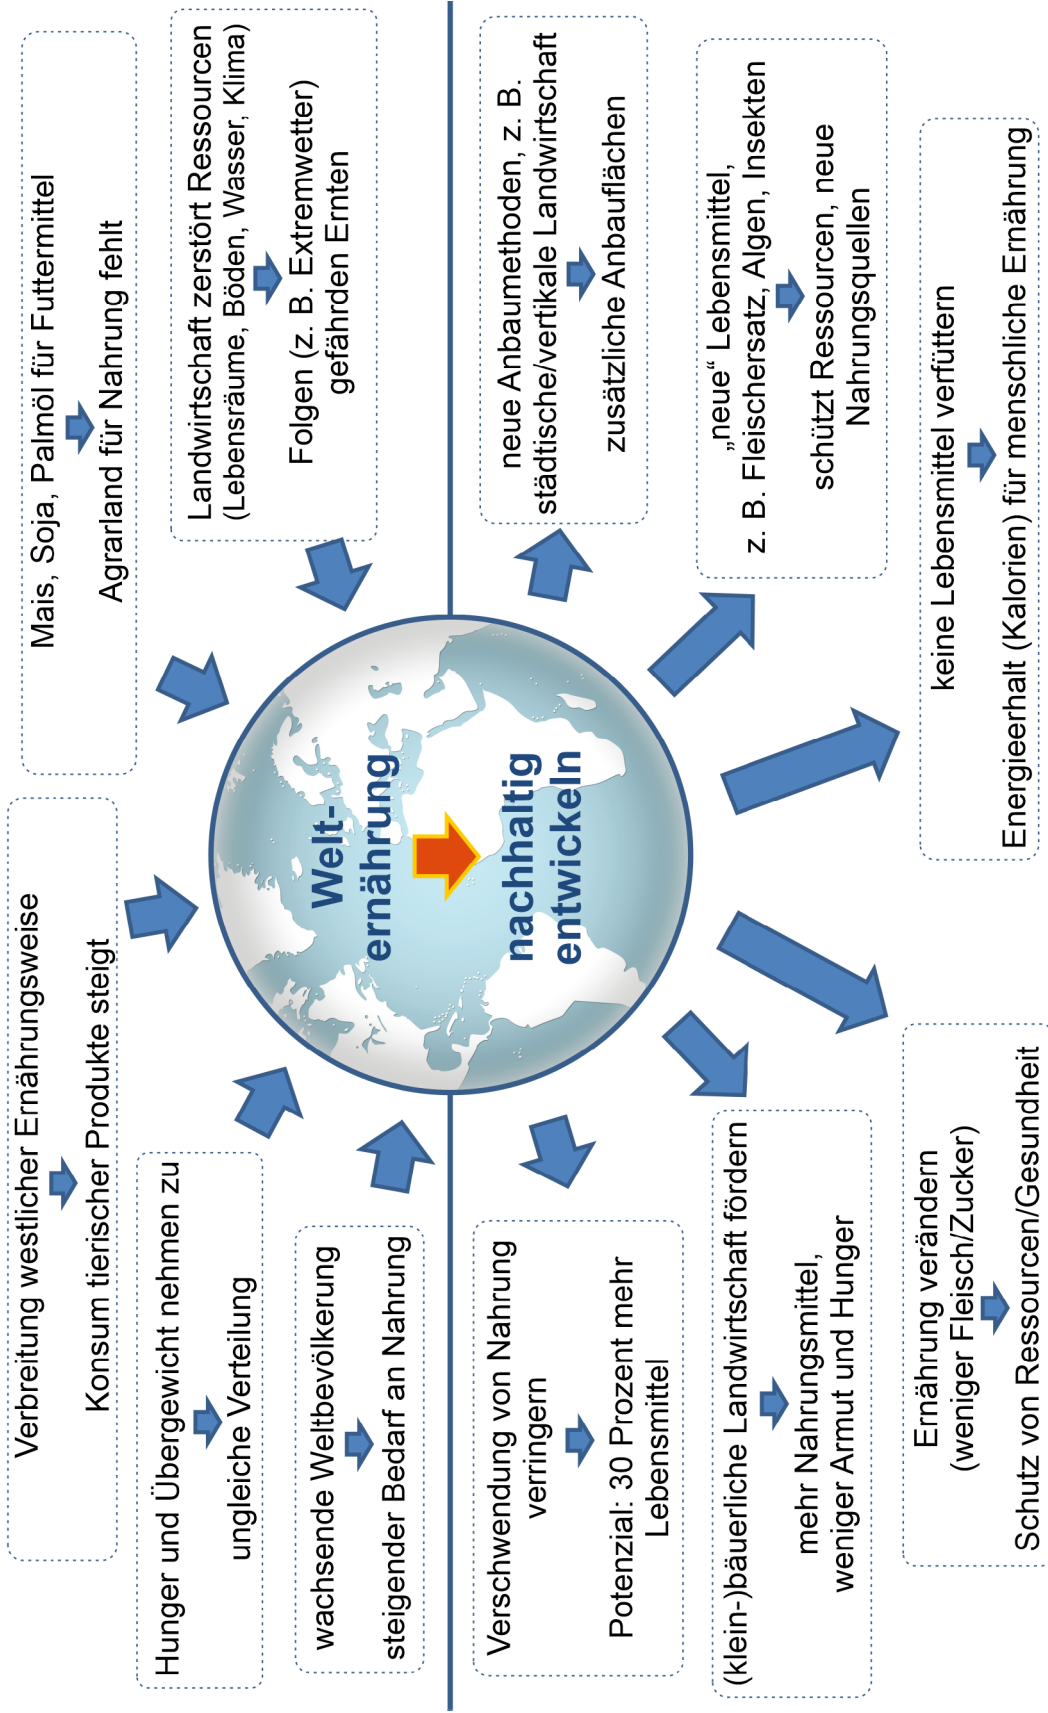 Verbreitung westlicher Ernährungsweise
Konsum tierischer Produkte steigt
Mais, Soja, Palmöl für Futtermittel
Agrarland für Nahrung fehlt
Hunger und Übergewicht nehmen zu
ungleiche Verteilung
Landwirtschaft zerstört Ressourcen
(Lebensräume, Böden, Wasser, Klima)
Folgen (z. B. Extremwetter)
gefährden Ernten
wachsende Weltbevölkerung
steigender Bedarf an Nahrung
Welt-
ernährung
nachhaltig
entwickeln
Verschwendung von Nahrung
verringern
Potenzial: 30 Prozent mehr
Lebensmittel
neue Anbaumethoden, z. B.
städtische/vertikale Landwirtschaft
zusätzliche Anbauflächen
(klein-)bäuerliche Landwirtschaft fördern
mehr Nahrungsmittel,
weniger Armut und Hunger
„neue“ Lebensmittel,
z. B. Fleischersatz, Algen, Insekten
schützt Ressourcen, neue
Nahrungsquellen
Ernährung verändern
(weniger Fleisch/Zucker)
Schutz von Ressourcen/Gesundheit
keine Lebensmittel verfüttern
Energieerhalt (Kalorien) für menschliche Ernährung